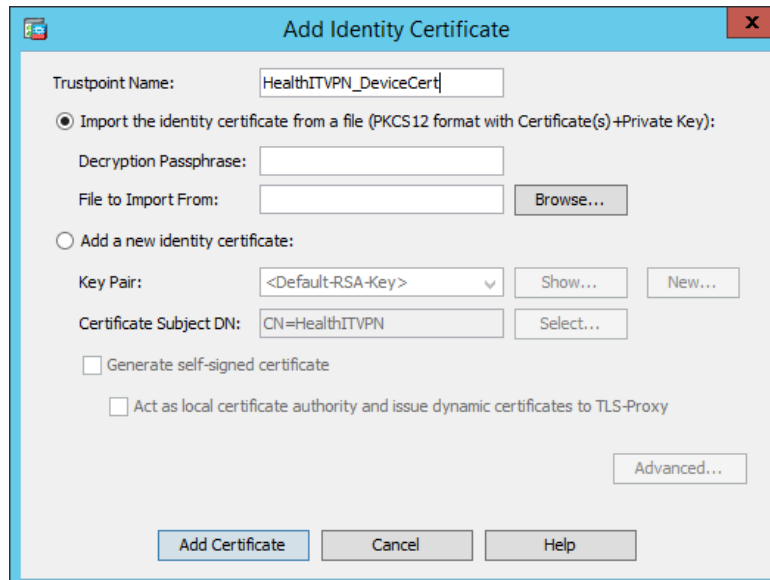 Add Identity Certificate
x
Trustpoint Name: HealthITVPN_DeviceCert
Import the identity certificate from a file (PKCS12 format with Certificate(s)+Private Key):
Decryption Passphrase:
File to Import From: Browse...
Add a new identity certificate:
Key Pair: <Default-RSA-Key> Show... New...
Certificate Subject DN: CN=HealthITVPN Select...
Generate self-signed certificate
Act as local certificate authority and issue dynamic certificates to TLS-Proxy
Advanced...
Add Certificate Cancel Help